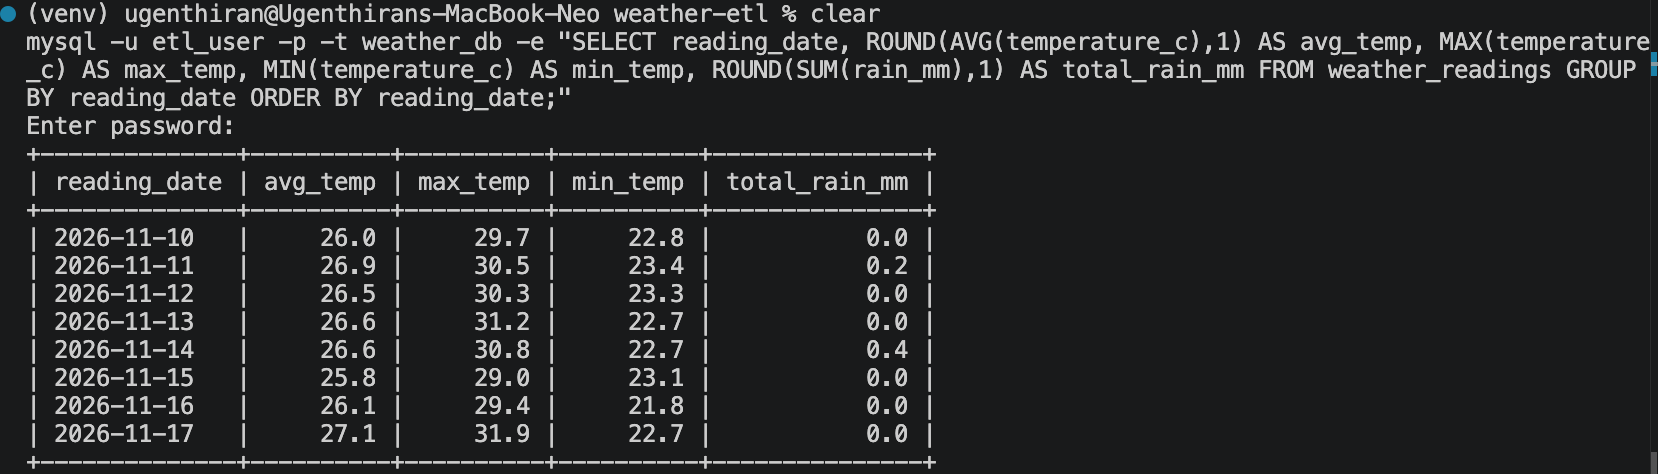 (venv) ugenthiran@Ugenthirans-MacBook-Neo weather-etl % clear
mysql -u etl_user -p -t weather_db -e "SELECT reading_date, ROUND(AVG(temperature_c),1) AS avg_temp, MAX(temperature
_c) AS max_temp, MIN(temperature_c) AS min_temp, ROUND(SUM(rain_mm),1) AS total_rain_mm FROM weather_readings GROUP
BY reading_date ORDER BY reading_date;"
Enter password:
+--------------+----------+----------+----------+---------------+
| reading_date | avg_temp | max_temp | min_temp | total_rain_mm |
+--------------+----------+----------+----------+---------------+
| 2026-11-10   |     26.0 |     29.7 |     22.8 |           0.0 |
| 2026-11-11   |     26.9 |     30.5 |     23.4 |           0.2 |
| 2026-11-12   |     26.5 |     30.3 |     23.3 |           0.0 |
| 2026-11-13   |     26.6 |     31.2 |     22.7 |           0.0 |
| 2026-11-14   |     26.6 |     30.8 |     22.7 |           0.4 |
| 2026-11-15   |     25.8 |     29.0 |     23.1 |           0.0 |
| 2026-11-16   |     26.1 |     29.4 |     21.8 |           0.0 |
| 2026-11-17   |     27.1 |     31.9 |     22.7 |           0.0 |
+--------------+----------+----------+----------+---------------+